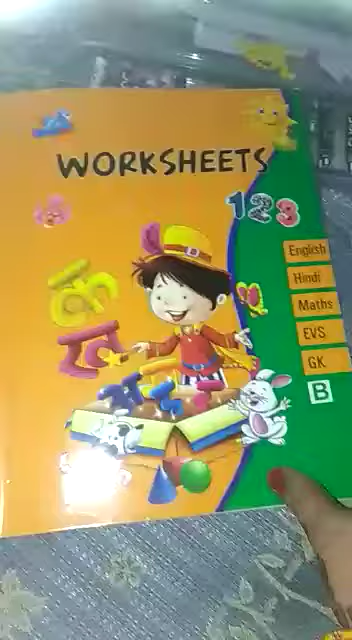 WORKSHEETS
123
English
Hindi
Maths
EVS
GK
B
क
ख